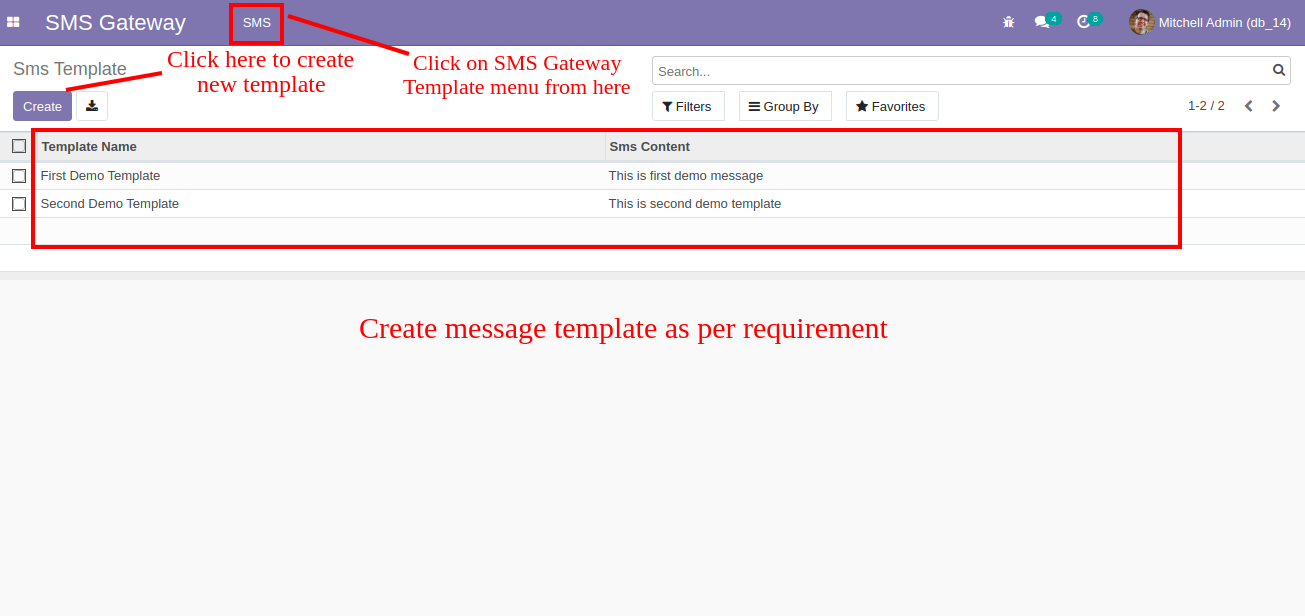 SMS Gateway
SMS
4
8
Mitchell Admin (db_14)
Sms Template
Click here to create
new template
Click on SMS Gateway
Template menu from here
Search...
Create
Filters
Group By
Favorites
1-2 / 2
Template Name
Sms Content
First Demo Template
This is first demo message
Second Demo Template
This is second demo template
Create message template as per requirement